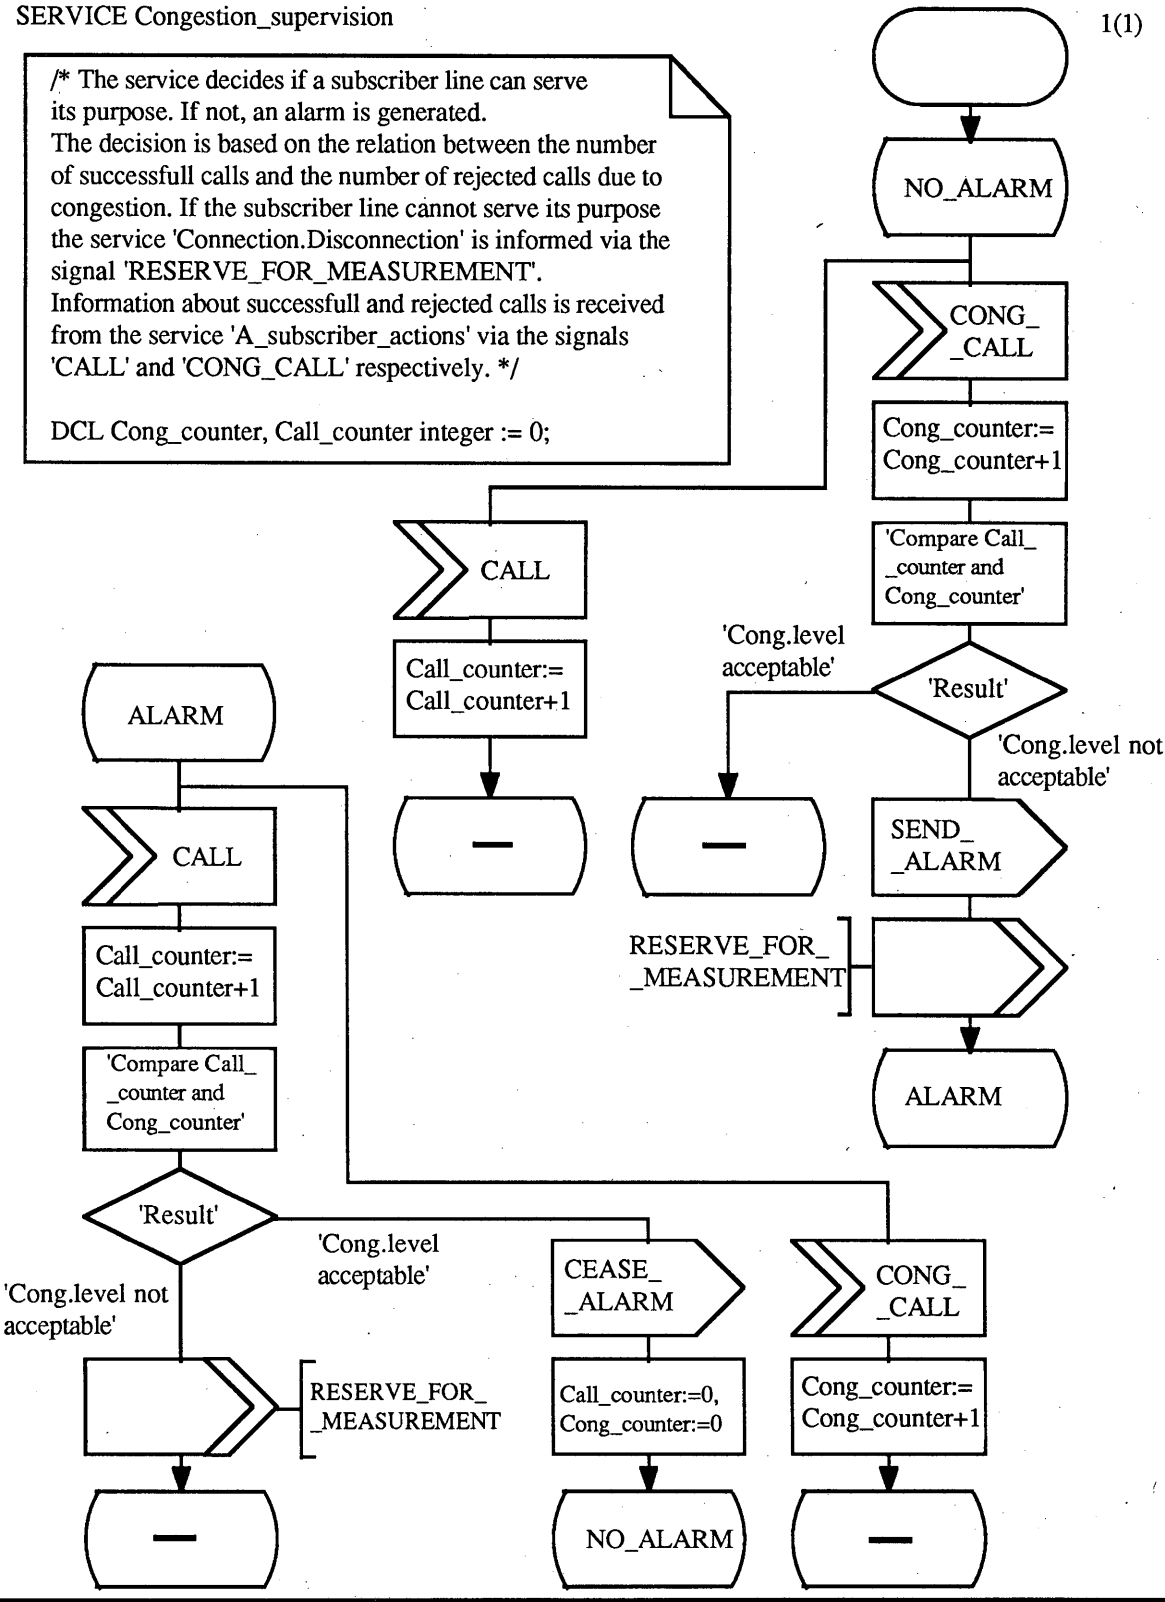 SERVICE Congestion_supervision
1(1)
/* The service decides if a subscriber line can serve
its purpose. If not, an alarm is generated.
The decision is based on the relation between the number
of successfull calls and the number of rejected calls due to
congestion. If the subscriber line cannot serve its purpose
the service 'Connection.Disconnection' is informed via the
signal 'RESERVE_FOR_MEASUREMENT'.
Information about successfull and rejected calls is received
from the service 'A_subscriber_actions' via the signals
'CALL' and 'CONG_CALL' respectively. */
DCL Cong_counter, Call_counter integer := 0;
NO_ALARM
CONG_
_CALL
Cong_counter:=
Cong_counter+1
'Compare Call_
_counter and
Cong_counter'
'Result'
'Cong.level
acceptable'
'Cong.level not
acceptable'
SEND_
_ALARM
RESERVE_FOR_
_MEASUREMENT
ALARM
CALL
Call_counter:=
Call_counter+1
ALARM
CALL
Call_counter:=
Call_counter+1
'Compare Call_
_counter and
Cong_counter'
'Result'
'Cong.level not
acceptable'
'Cong.level
acceptable'
RESERVE_FOR_
_MEASUREMENT
CEASE_
_ALARM
Call_counter:=0,
Cong_counter:=0
NO_ALARM
CONG_
_CALL
Cong_counter:=
Cong_counter+1